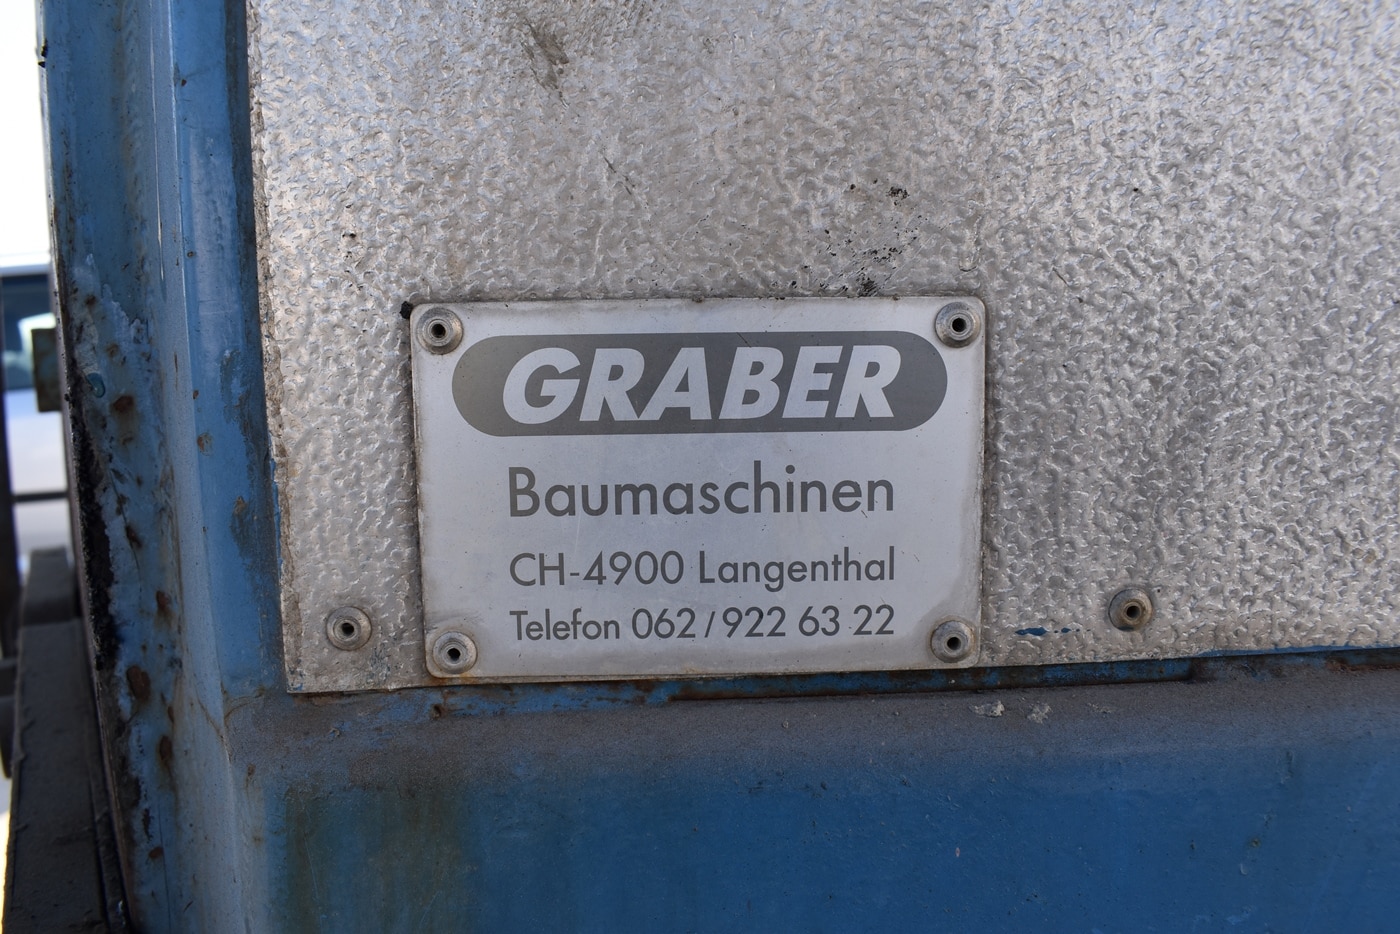 GRABER
Baumaschinen
CH-4900 Langenthal
Telefon 062/922 63 22